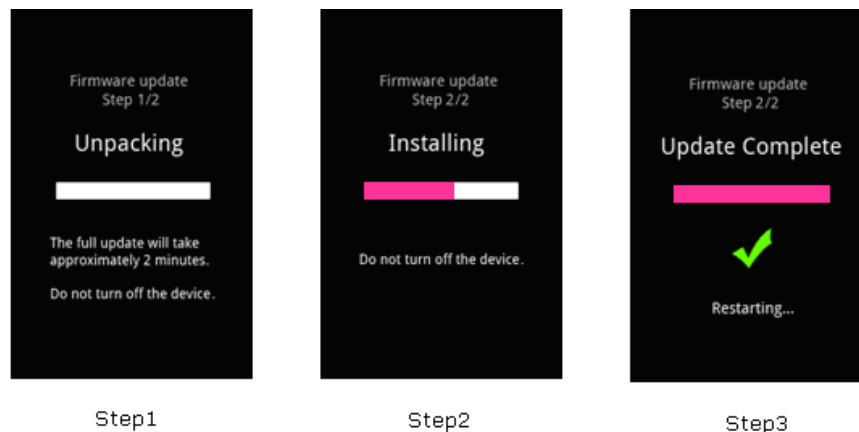 Firmware update
Step 1/2
Unpacking
The full update will take
approximately 2 minutes.
Do not turn off the device.
Step1
Firmware update
Step 2/2
Installing
Do not turn off the device.
Step2
Firmware update
Step 2/2
Update Complete
Restarting...
Step3